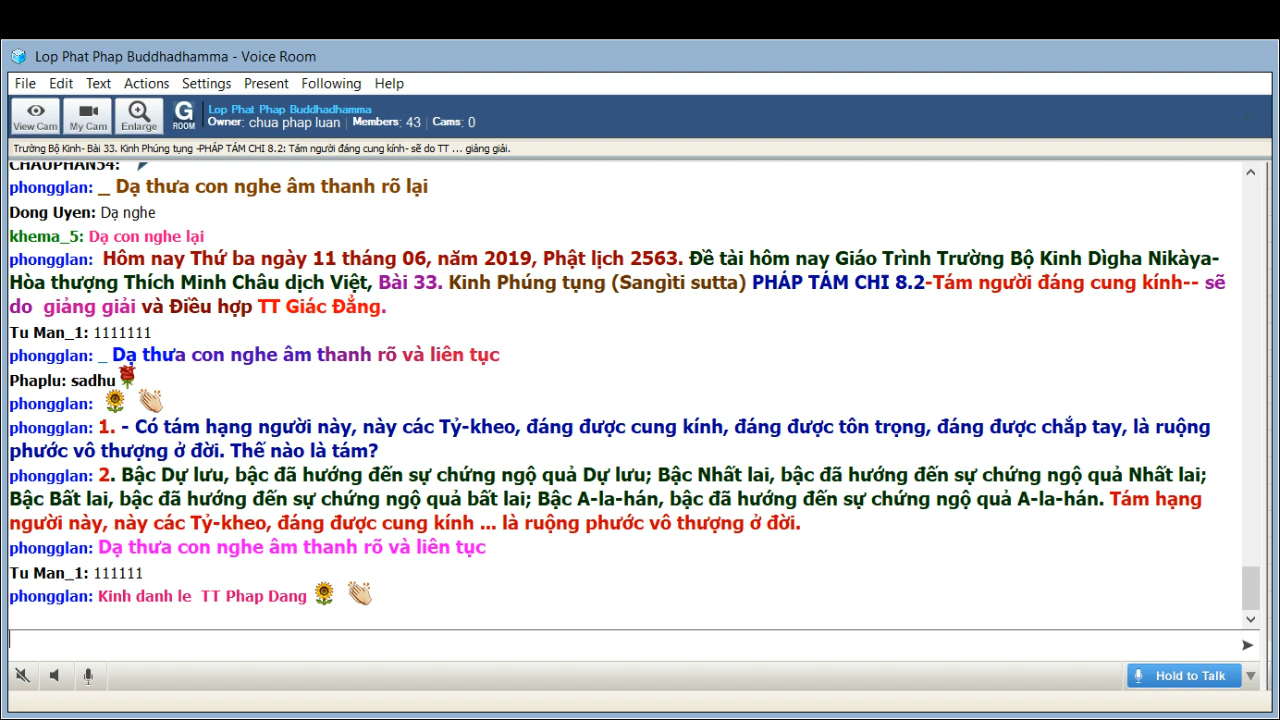 Lop Phat Phap Buddhadhamma - Voice Room
File Edit Text Actions Settings Present Following Help
View Cam My Cam Enlarge G ROOM Lop Phat Phap Buddhadhamma
Owner: chua phap luan | Members: 43 | Cams: 0
Trường Bộ Kinh- Bài 33. Kinh Phúng tụng -PHÁP TÁM CHI 8.2: Tám người đáng cung kính- sẽ do TT ... giảng giải.
CHAUPHAN54:
phongglan: _ Dạ thưa con nghe âm thanh rõ lại
Dong Uyen: Dạ nghe
khema_5: Dạ con nghe lại
phongglan: Hôm nay Thứ ba ngày 11 tháng 06, năm 2019, Phật lịch 2563. Đề tài hôm nay Giáo Trình Trường Bộ Kinh Dìgha Nikàya-
Hòa thượng Thích Minh Châu dịch Việt, Bài 33. Kinh Phúng tụng (Sangìti sutta) PHÁP TÁM CHI 8.2-Tám người đáng cung kính-- sẽ
do giảng giải và Điều hợp TT Giác Đẳng.
Tu Man_1: 1111111
phongglan: _ Dạ thưa con nghe âm thanh rõ và liên tục
Phaplu: sadhu
phongglan:
phongglan: 1. - Có tám hạng người này, này các Tỷ-kheo, đáng được cung kính, đáng được tôn trọng, đáng được chắp tay, là ruộng
phước vô thượng ở đời. Thế nào là tám?
phongglan: 2. Bậc Dự lưu, bậc đã hướng đến sự chứng ngộ quả Dự lưu; Bậc Nhất lai, bậc đã hướng đến sự chứng ngộ quả Nhất lai;
Bậc Bất lai, bậc đã hướng đến sự chứng ngộ quả bất lai; Bậc A-la-hán, bậc đã hướng đến sự chứng ngộ quả A-la-hán. Tám hạng
người này, này các Tỷ-kheo, đáng được cung kính ... là ruộng phước vô thượng ở đời.
phongglan: Dạ thưa con nghe âm thanh rõ và liên tục
Tu Man_1: 111111
phongglan: Kinh danh le TT Phap Dang
Hold to Talk